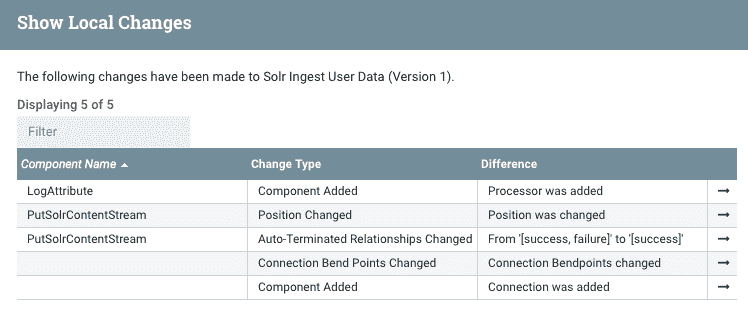 Show Local Changes
The following changes have been made to Solr Ingest User Data (Version 1).
Displaying 5 of 5
Filter
Component Name Change Type Difference
LogAttribute Component Added Processor was added
PutSolrContentStream Position Changed Position was changed
PutSolrContentStream Auto-Terminated Relationships Changed From '[success, failure]' to '[success]'
Connection Bend Points Changed Connection Bendpoints changed
Component Added Connection was added